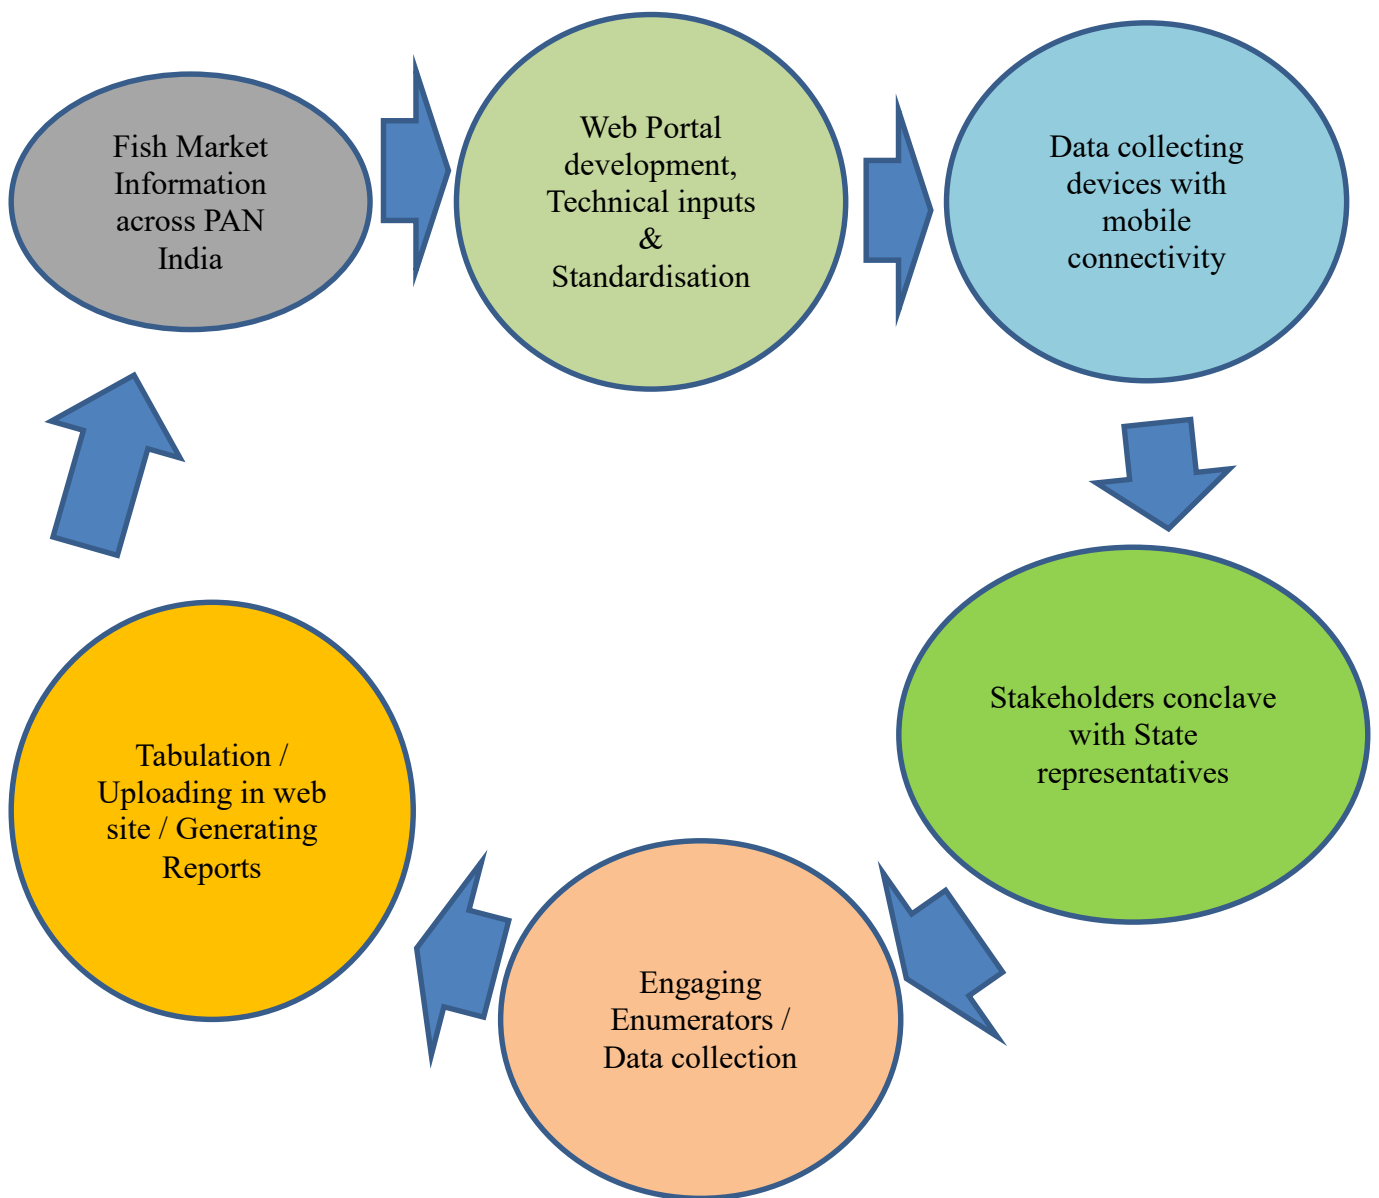 Fish Market
Information
across PAN
India
Web Portal
development,
Technical inputs
&
Standardisation
Data collecting
devices with
mobile
connectivity
Stakeholders conclave
with State
representatives
Engaging
Enumerators /
Data collection
Tabulation /
Uploading in web
site / Generating
Reports